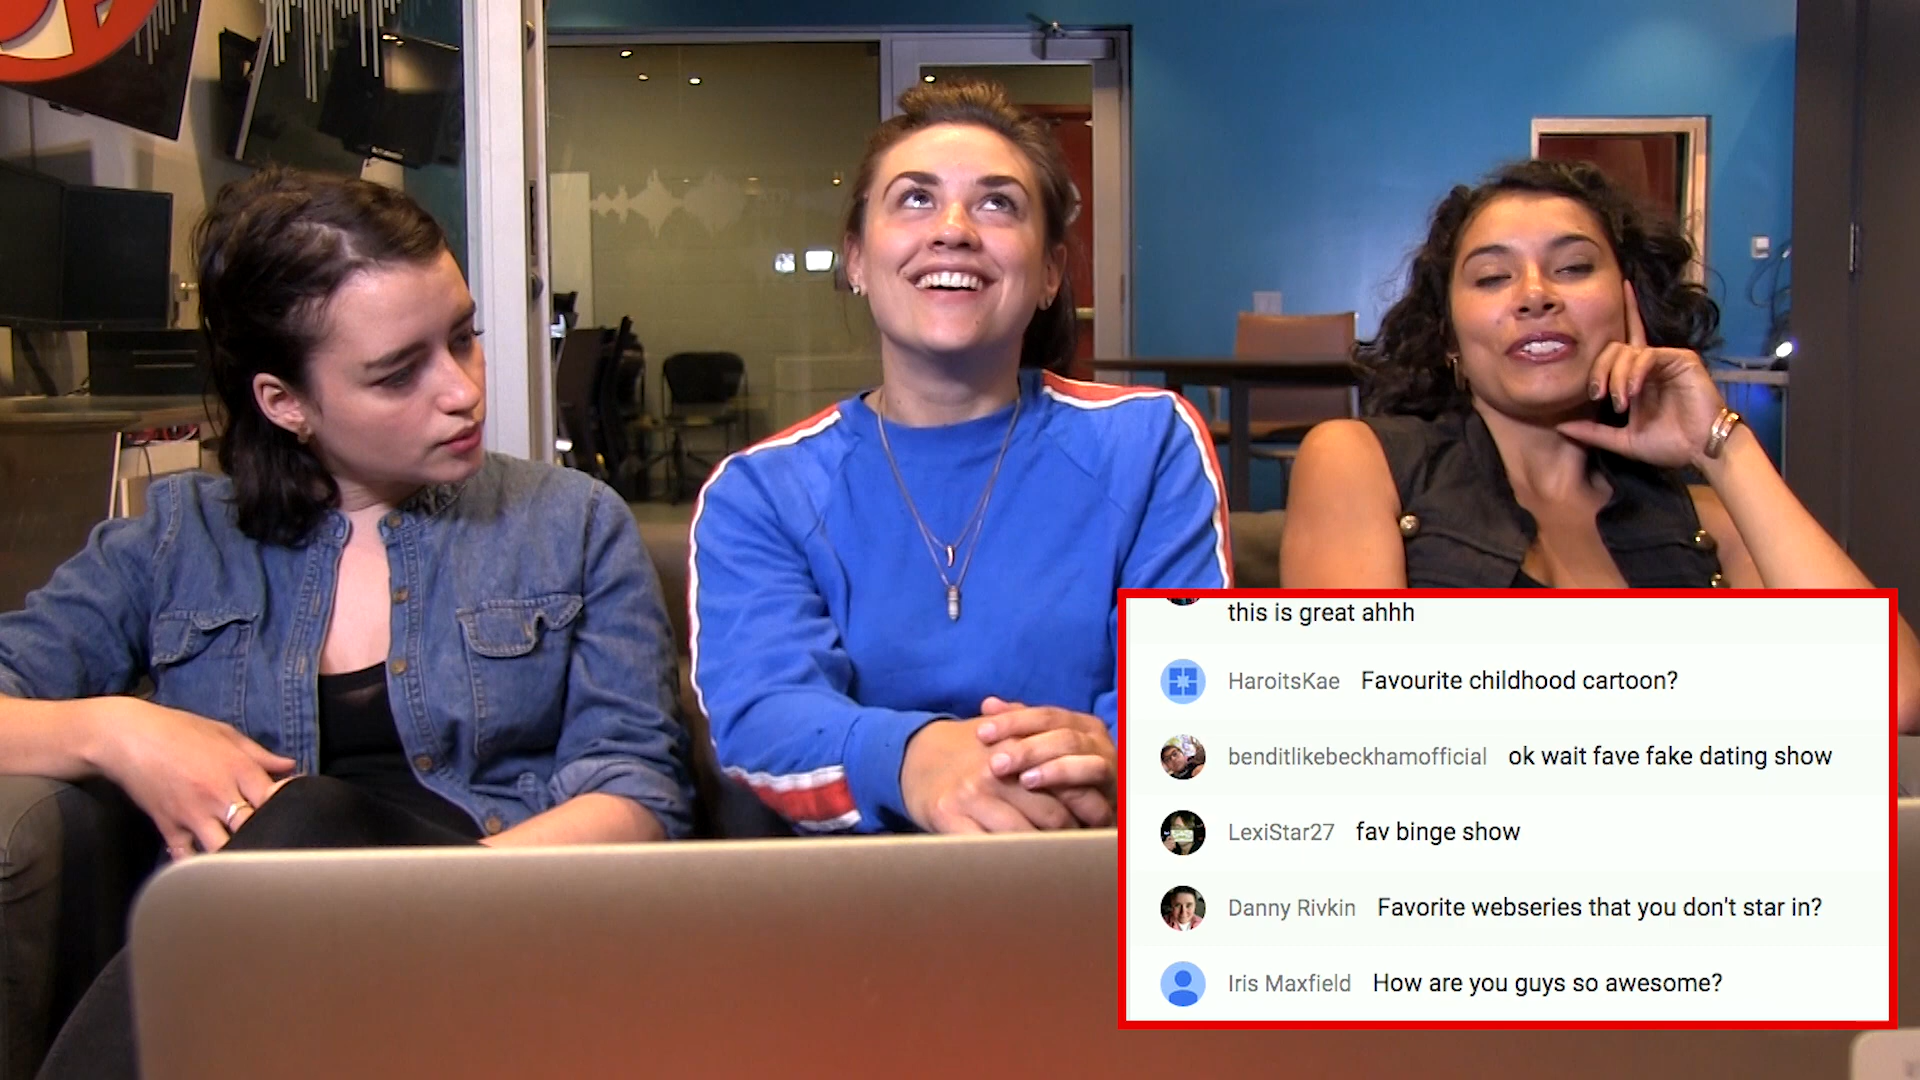 this is great ahhh
HaroitsKae Favourite childhood cartoon?
benditlikebeckhamofficial ok wait fave fake dating show
LexiStar27 fav binge show
Danny Rivkin Favorite webseries that you don't star in?
Iris Maxfield How are you guys so awesome?